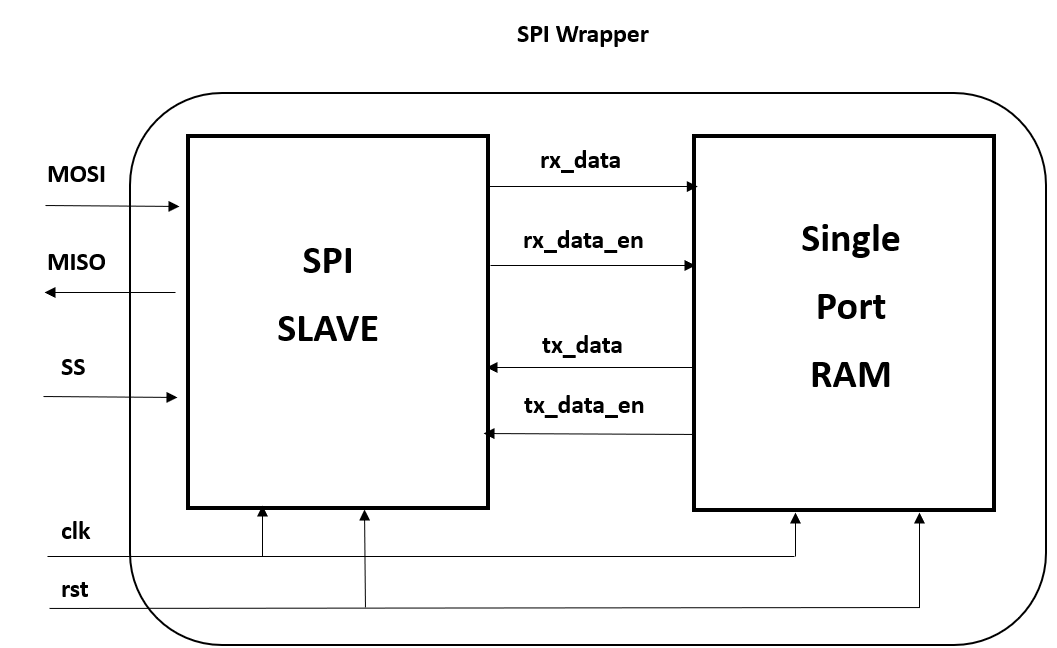 SPI Wrapper
MOSI
MISO
SS
clk
rst
SPI
SLAVE
rx_data
rx_data_en
tx_data
tx_data_en
Single
Port
RAM